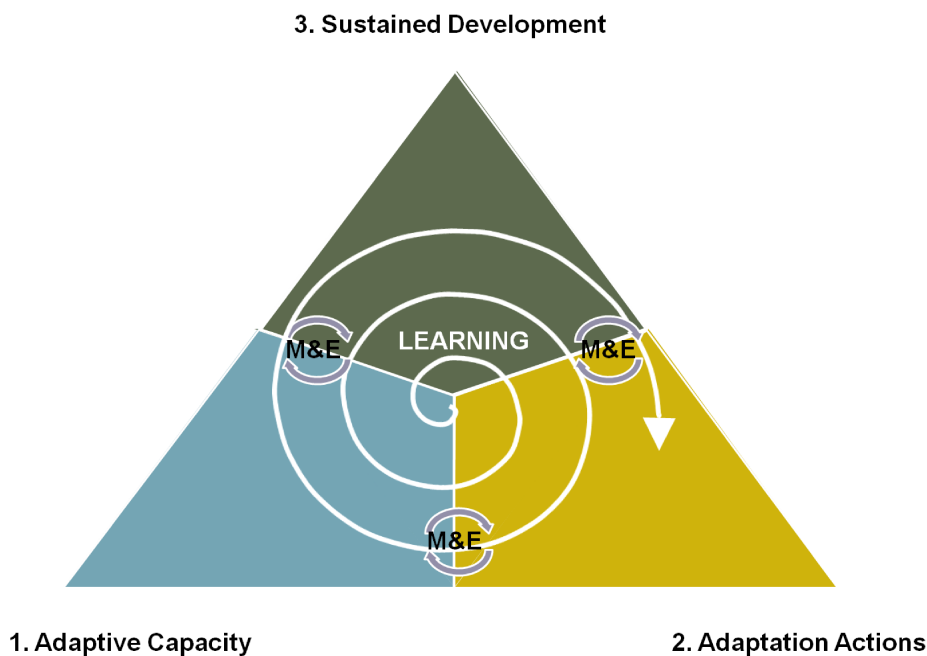 3. Sustained Development
LEARNING
M&E
M&E
M&E
1. Adaptive Capacity
2. Adaptation Actions